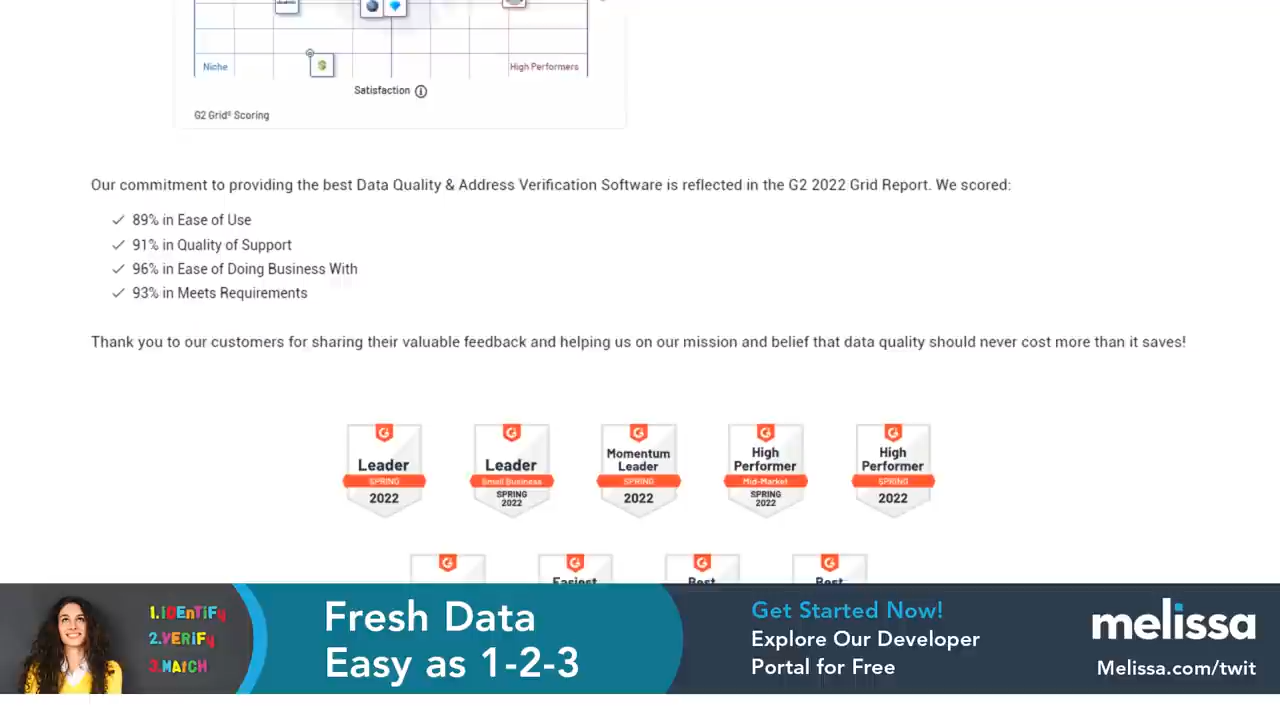 Niche
High Performers
Satisfaction
G2 Grid® Scoring
Our commitment to providing the best Data Quality & Address Verification Software is reflected in the G2 2022 Grid Report. We scored:
89% in Ease of Use
91% in Quality of Support
96% in Ease of Doing Business With
93% in Meets Requirements
Thank you to our customers for sharing their valuable feedback and helping us on our mission and belief that data quality should never cost more than it saves!
Leader
SPRING
2022
Leader
Small Business
SPRING
2022
Momentum
Leader
SPRING
2022
High
Performer
Mid-Market
SPRING
2022
High
Performer
SPRING
2022
Easiest
Best
Best
1.IDEnTiFy
2.VERiFy
3.MAtCH
Fresh Data
Easy as 1-2-3
Get Started Now!
Explore Our Developer
Portal for Free
melissa
Melissa.com/twit